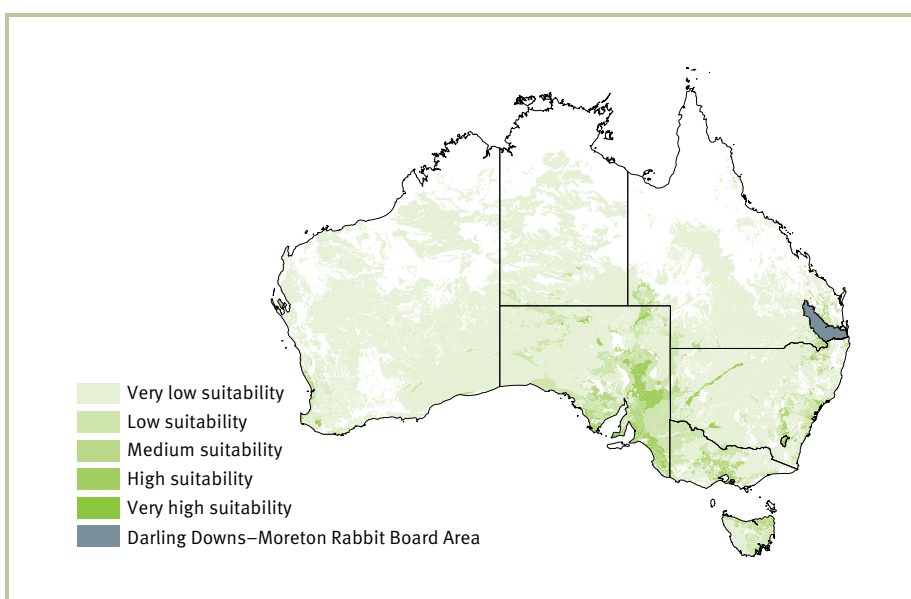 Very low suitability
Low suitability
Medium suitability
High suitability
Very high suitability
Darling Downs–Moreton Rabbit Board Area